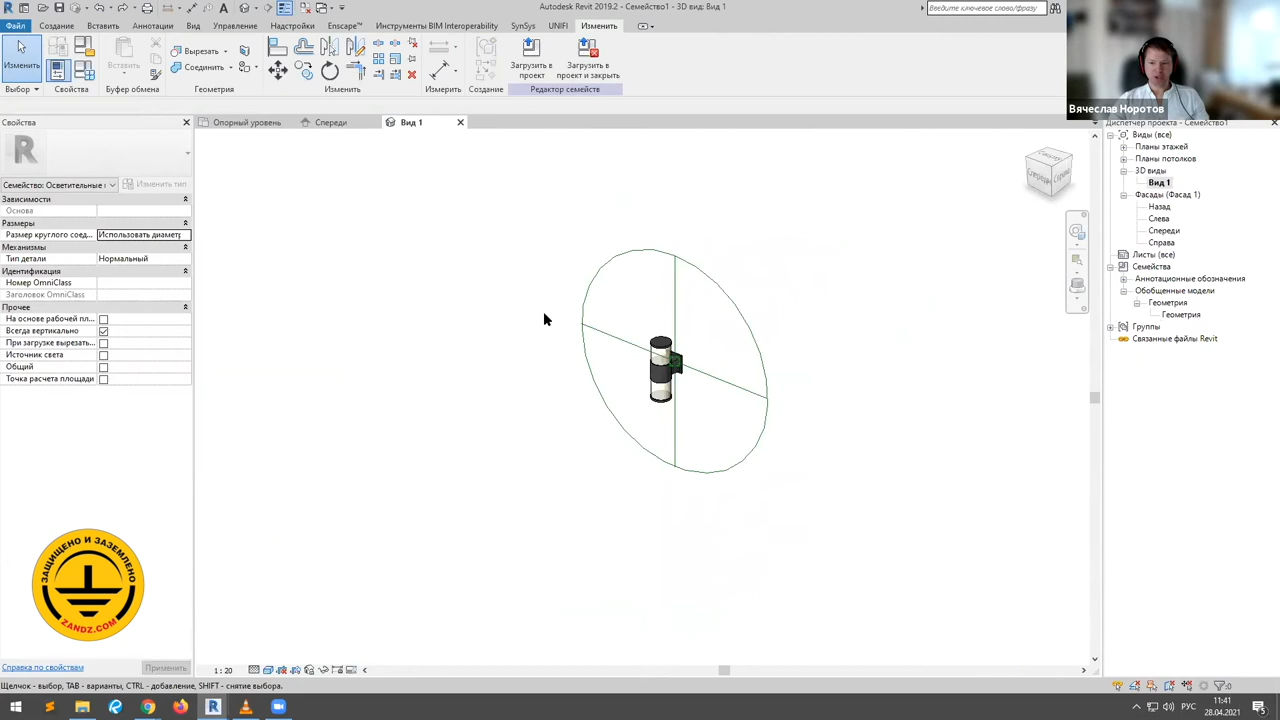 Autodesk Revit 2019.2 - Семейство1 - 3D вид: Вид 1
Введите ключевое слово/фразу
Файл Создание Вставить Аннотации Вид Управление Надстройки Enscape™ Инструменты BIM Interoperability SynSys UNIFI Изменить
Изменить
Вставить
Вырезать
Соединить
Загрузить в проект
Загрузить в проект и закрыть
Выбор Свойства Буфер обмена Геометрия Изменить Измерить Создание Редактор семейств
Вячеслав Норотов
Свойства
Опорный уровень
Спереди
Вид 1
R
Семейство: Осветительные
Изменить тип
Зависимости
Основа
Размеры
Размер круглого соед...
Использовать диаметр
Механизмы
Тип детали Нормальный
Идентификация
Номер OmniClass
Заголовок OmniClass
Прочее
На основе рабочей пл...
Всегда вертикально
При загрузке вырезать...
Источник света
Общий
Точка расчета площади
ЗАЩИЩЕНО И ЗАЗЕМЛЕНО
ZANDZ.COM
Справка по свойствам
Применить
Диспетчер проекта - Семейство1
Виды (все)
Планы этажей
Планы потолков
3D виды
Вид 1
Фасады (Фасад 1)
Назад
Слева
Спереди
Справа
Листы (все)
Семейства
Аннотационные обозначения
Обобщенные модели
Геометрия
Геометрия
Группы
Связанные файлы Revit
1 : 20
Щелчок - выбор, TAB - варианты, CTRL - добавление, SHIFT - снятие выбора.
:0
РУС
11:41
28.04.2021